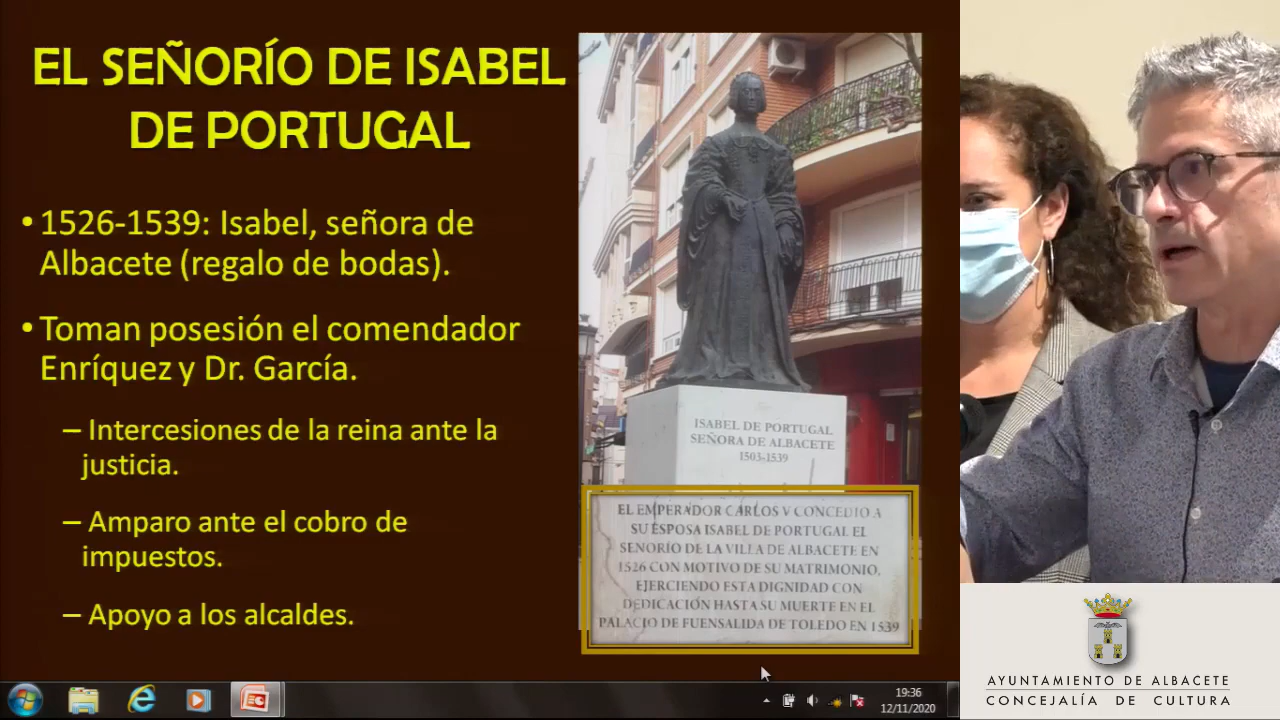 EL SEÑORÍO DE ISABEL
DE PORTUGAL
• 1526-1539: Isabel, señora de
Albacete (regalo de bodas).
• Toman posesión el comendador
Enríquez y Dr. García.
– Intercesiones de la reina ante la
justicia.
– Amparo ante el cobro de
impuestos.
– Apoyo a los alcaldes.
ISABEL DE PORTUGAL
SEÑORA DE ALBACETE
1503-1539
EL EMPERADOR CARLOS V CONCEDIO A
SU ESPOSA ISABEL DE PORTUGAL EL
SEÑORIO DE LA VILLA DE ALBACETE EN
1526 CON MOTIVO DE SU MATRIMONIO,
EJERCIENDO ESTA DIGNIDAD CON
DEDICACIÓN HASTA SU MUERTE EN EL
PALACIO DE FUENSALIDA DE TOLEDO EN 1539
19:36
12/11/2020
AYUNTAMIENTO DE ALBACETE
CONCEJALÍA DE CULTURA